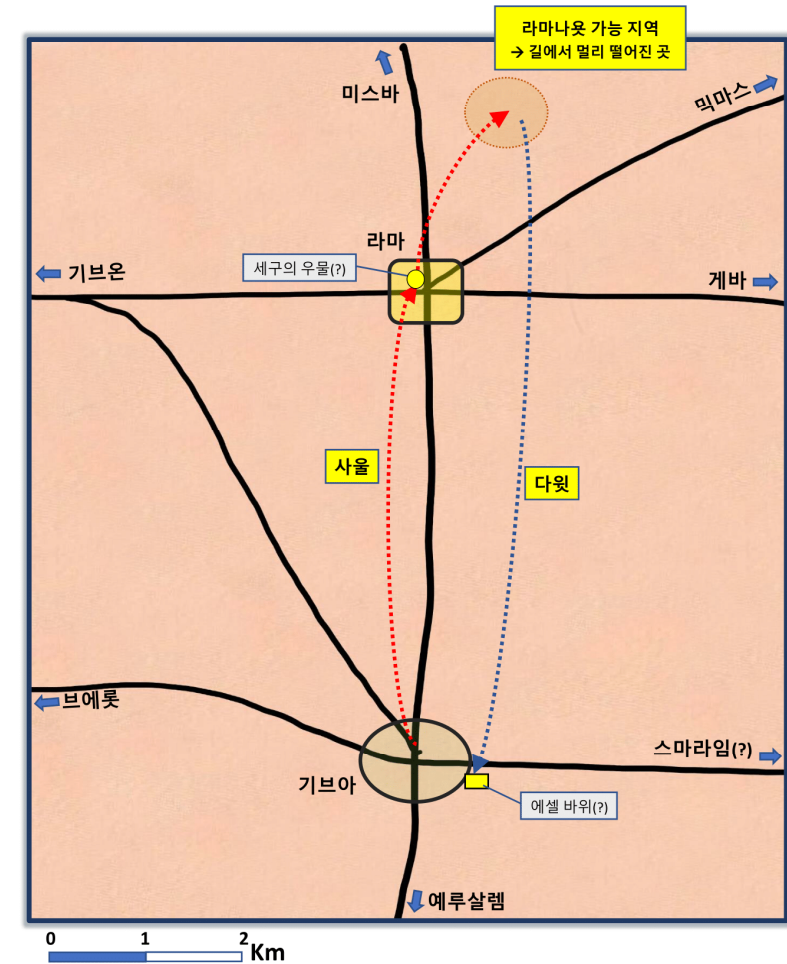 라마나욧 가능 지역
→ 길에서 멀리 떨어진 곳
미스바
믹마스
라마
세구의 우물(?)
기브온
게바
사울
다윗
브에롯
스마라임(?)
기브아
에셀 바위(?)
예루살렘
0 1 2 Km